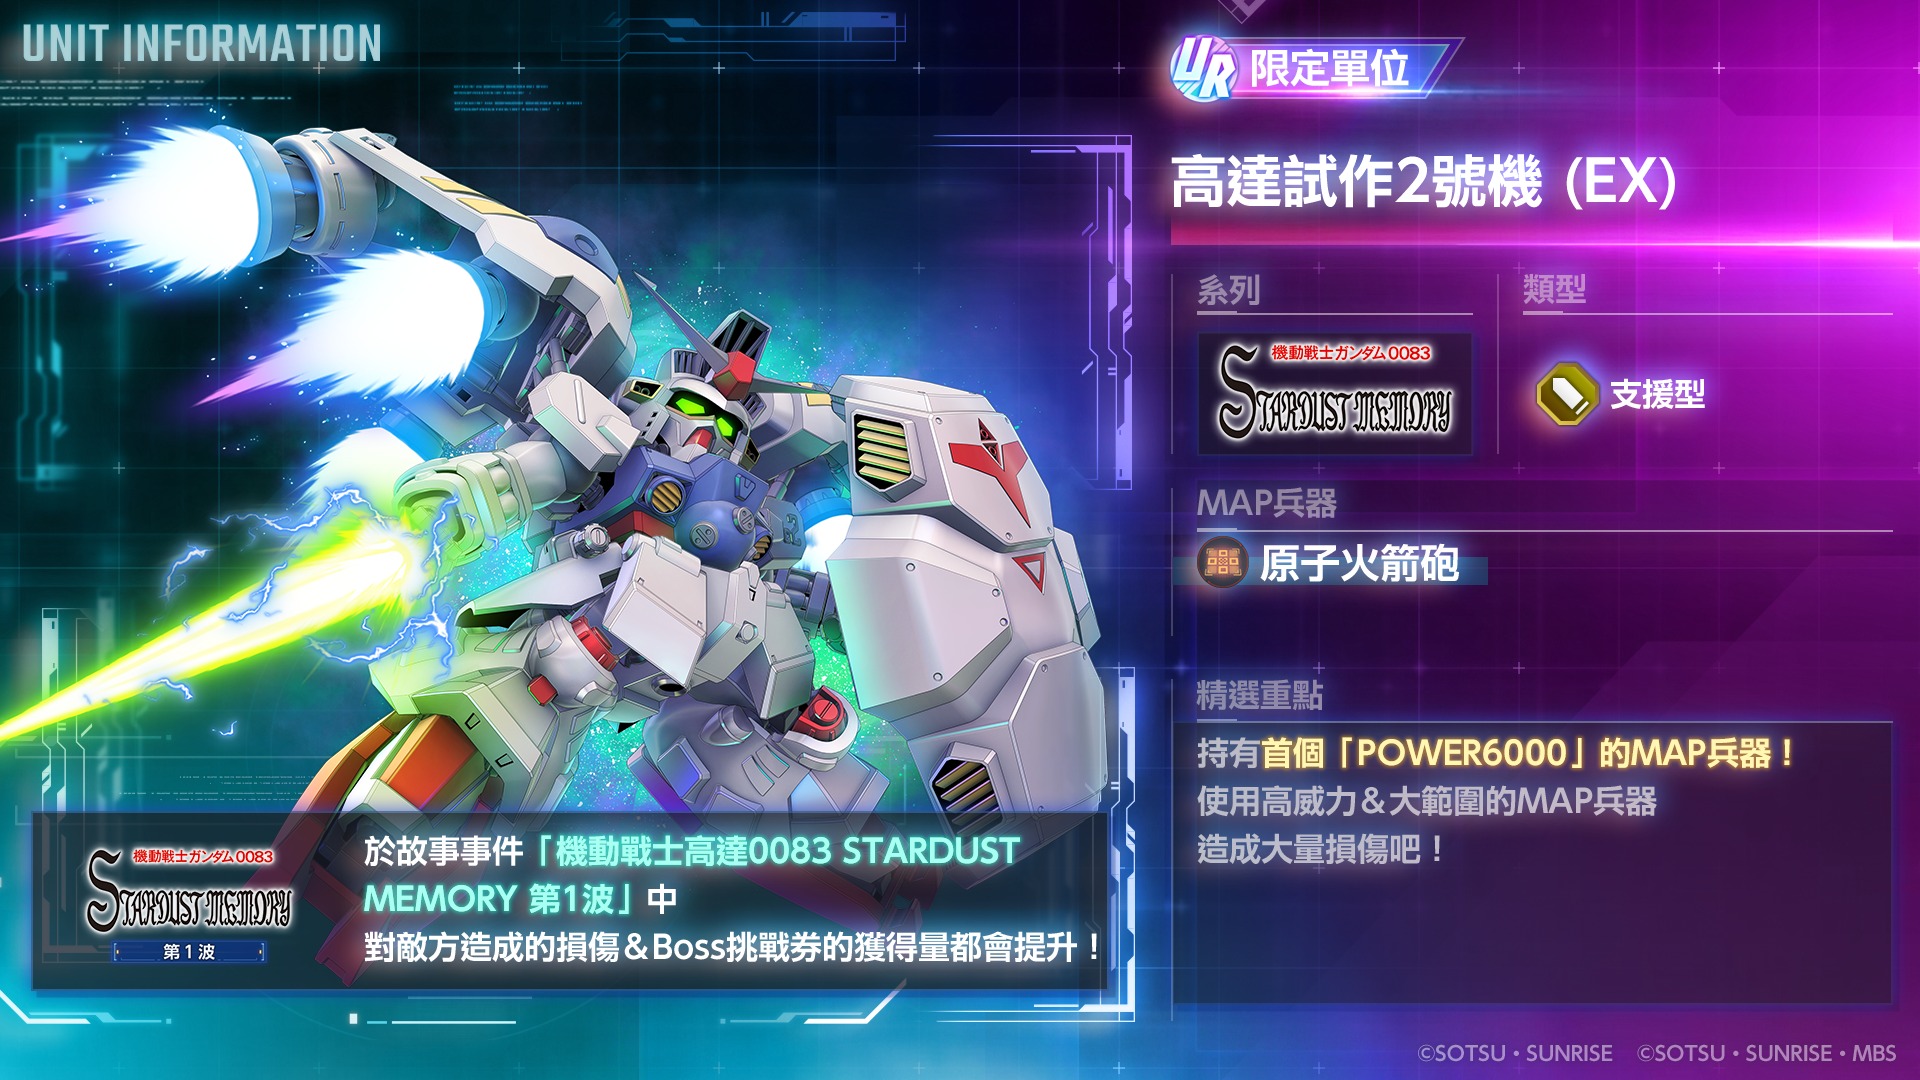 UNIT INFORMATION
UR 限定單位
高達試作2號機 (EX)
系列
類型
機動戦士ガンダム0083
STARDUST MEMORY
支援型
MAP兵器
原子火箭砲
精選重點
持有首個「POWER6000」的MAP兵器！
使用高威力＆大範圍的MAP兵器
造成大量損傷吧！
機動戦士ガンダム0083
STARDUST MEMORY
第1波
於故事事件「機動戰士高達0083 STARDUST
MEMORY 第1波」中
對敵方造成的損傷＆Boss挑戰券的獲得量都會提升！
©SOTSU・SUNRISE ©SOTSU・SUNRISE・MBS